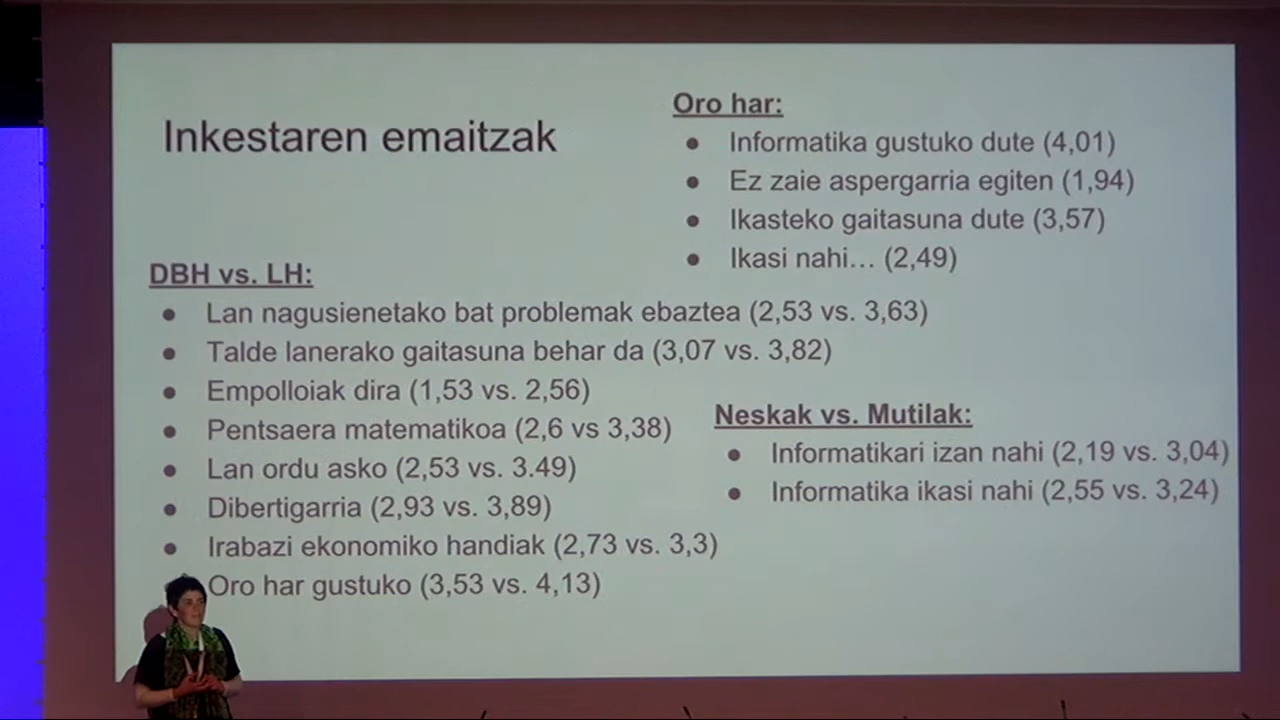 Inkestaren emaitzak
Oro har:
● Informatika gustuko dute (4,01)
● Ez zaie aspergarria egiten (1,94)
● Ikasteko gaitasuna dute (3,57)
● Ikasi nahi… (2,49)
DBH vs. LH:
● Lan nagusienetako bat problemak ebaztea (2,53 vs. 3,63)
● Talde lanerako gaitasuna behar da (3,07 vs. 3,82)
● Empolloiak dira (1,53 vs. 2,56)
● Pentsaera matematikoa (2,6 vs 3,38)
● Lan ordu asko (2,53 vs. 3.49)
● Dibertigarria (2,93 vs. 3,89)
● Irabazi ekonomiko handiak (2,73 vs. 3,3)
Oro har gustuko (3,53 vs. 4,13)
Neskak vs. Mutilak:
● Informatikari izan nahi (2,19 vs. 3,04)
● Informatika ikasi nahi (2,55 vs. 3,24)